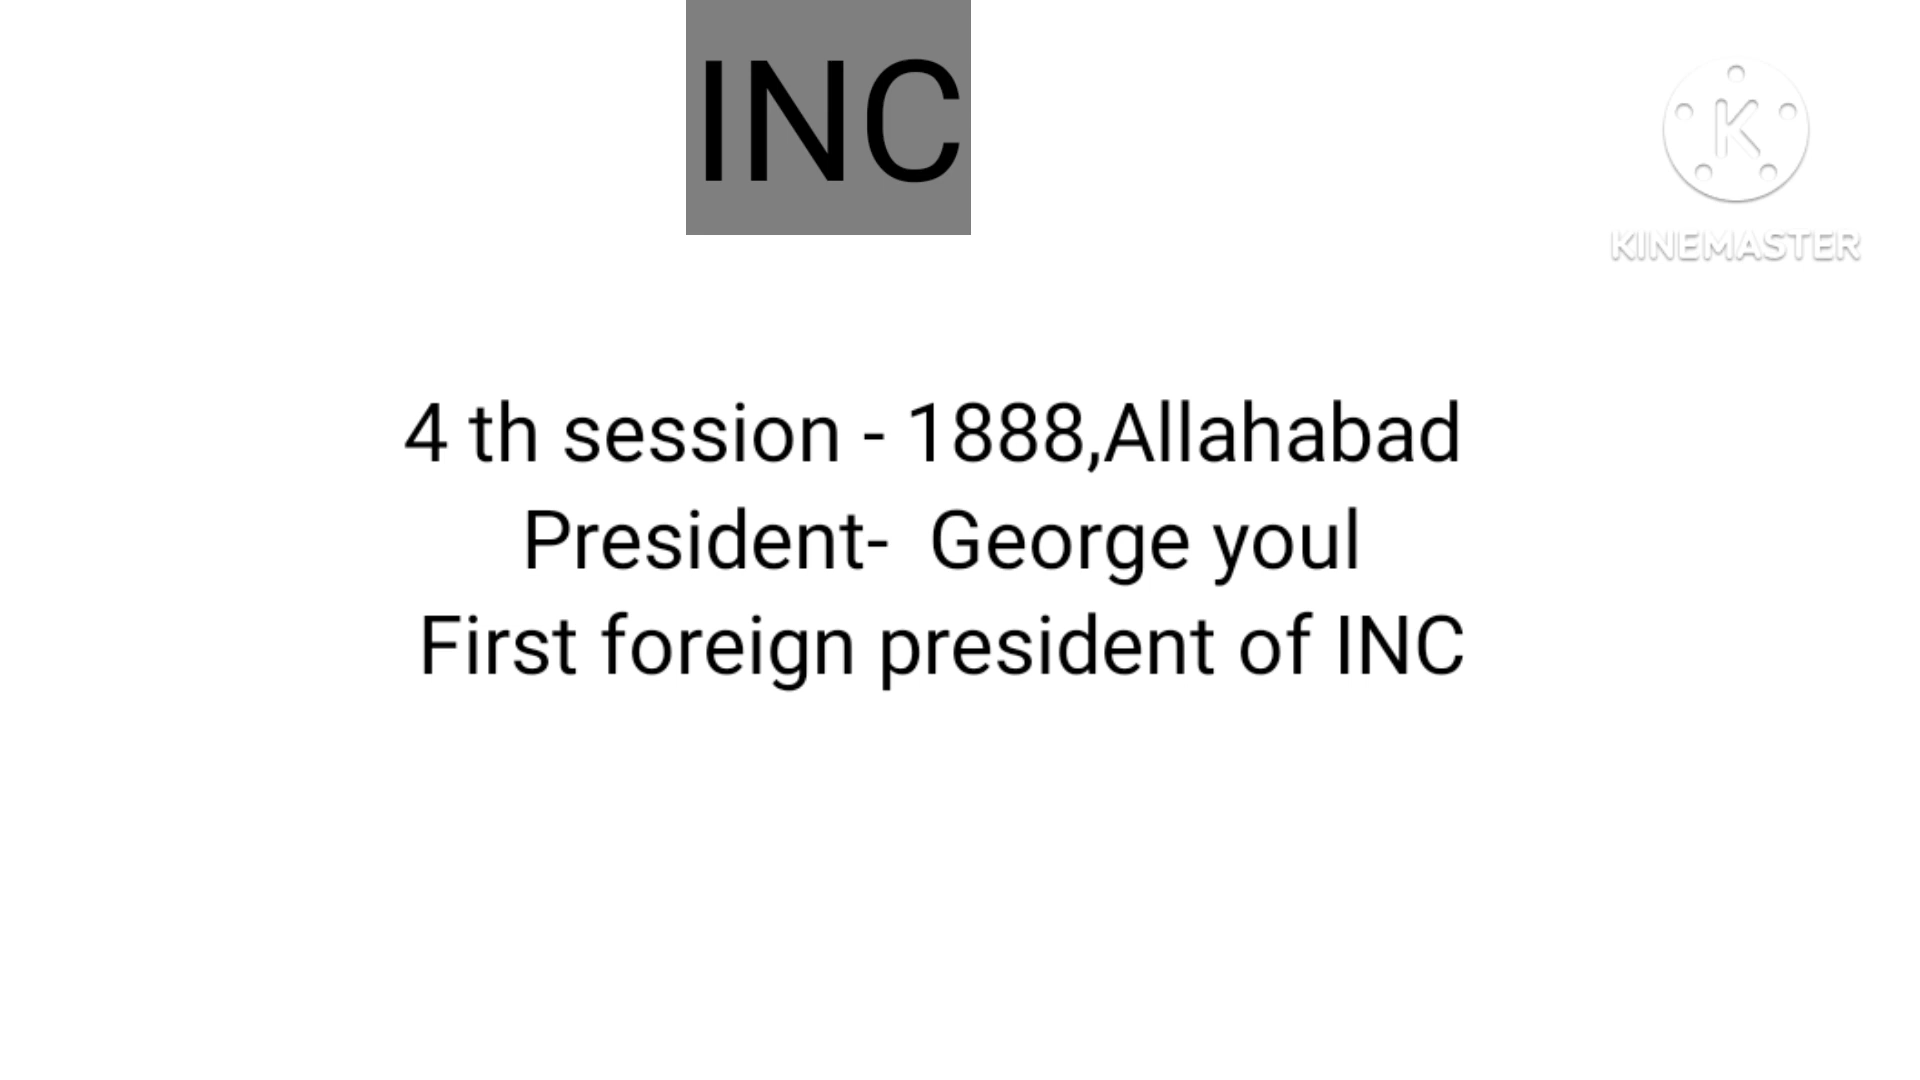 INC
K
KINEMASTER
4 th session - 1888,Allahabad
President-  George youl
First foreign president of INC